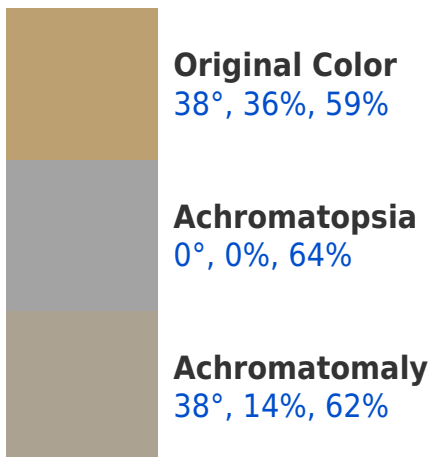 Original Color
38°, 36%, 59%
Achromatopsia
0°, 0%, 64%
Achromatomaly
38°, 14%, 62%